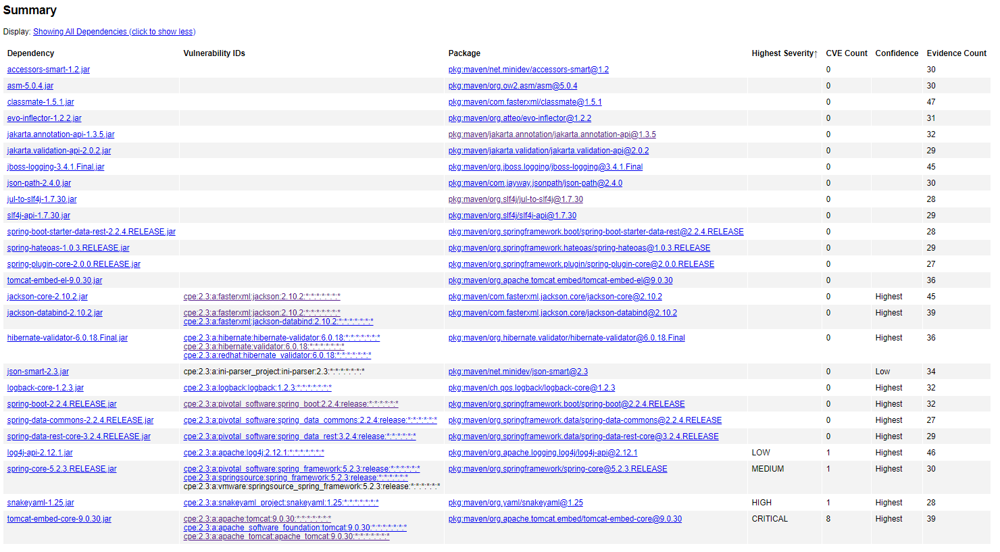 Summary
Display: Showing All Dependencies (click to show less)
Dependency Vulnerability IDs Package Highest Severity↑ CVE Count Confidence Evidence Count
accessors-smart-1.2.jar pkg:maven/net.minidev/accessors-smart@1.2 0 30
asm-5.0.4.jar pkg:maven/org.ow2.asm/asm@5.0.4 0 30
classmate-1.5.1.jar pkg:maven/com.fasterxml/classmate@1.5.1 0 47
evo-inflector-1.2.2.jar pkg:maven/org.atteo/evo-inflector@1.2.2 0 31
jakarta.annotation-api-1.3.5.jar pkg:maven/jakarta.annotation/jakarta.annotation-api@1.3.5 0 32
jakarta.validation-api-2.0.2.jar pkg:maven/jakarta.validation/jakarta.validation-api@2.0.2 0 29
jboss-logging-3.4.1.Final.jar pkg:maven/org.jboss.logging/jboss-logging@3.4.1.Final 0 45
json-path-2.4.0.jar pkg:maven/com.jayway.jsonpath/json-path@2.4.0 0 30
jul-to-slf4j-1.7.30.jar pkg:maven/org.slf4j/jul-to-slf4j@1.7.30 0 28
slf4j-api-1.7.30.jar pkg:maven/org.slf4j/slf4j-api@1.7.30 0 29
spring-boot-starter-data-rest-2.2.4.RELEASE.jar pkg:maven/org.springframework.boot/spring-boot-starter-data-rest@2.2.4.RELEASE 0 28
spring-hateoas-1.0.3.RELEASE.jar pkg:maven/org.springframework.hateoas/spring-hateoas@1.0.3.RELEASE 0 29
spring-plugin-core-2.0.0.RELEASE.jar pkg:maven/org.springframework.plugin/spring-plugin-core@2.0.0.RELEASE 0 27
tomcat-embed-el-9.0.30.jar pkg:maven/org.apache.tomcat.embed/tomcat-embed-el@9.0.30 0 36
jackson-core-2.10.2.jar cpe:2.3:a:fasterxml:jackson:2.10.2:*:*:*:*:*:*:* pkg:maven/com.fasterxml.jackson.core/jackson-core@2.10.2 0 Highest 45
jackson-databind-2.10.2.jar cpe:2.3:a:fasterxml:jackson:2.10.2:*:*:*:*:*:*:* pkg:maven/com.fasterxml.jackson.core/jackson-databind@2.10.2 0 Highest 39
cpe:2.3:a:fasterxml:jackson-databind:2.10.2:*:*:*:*:*:*:*
hibernate-validator-6.0.18.Final.jar cpe:2.3:a:hibernate:hibernate-validator:6.0.18:*:*:*:*:*:*:* pkg:maven/org.hibernate.validator/hibernate-validator@6.0.18.Final 0 Highest 36
cpe:2.3:a:hibernate:validator:6.0.18:*:*:*:*:*:*:*
cpe:2.3:a:redhat:hibernate_validator:6.0.18:*:*:*:*:*:*:*
json-smart-2.3.jar cpe:2.3:a:ini-parser_project:ini-parser:2.3:*:*:*:*:*:*:* pkg:maven/net.minidev/json-smart@2.3 0 Low 34
logback-core-1.2.3.jar cpe:2.3:a:logback:logback:1.2.3:*:*:*:*:*:*:* pkg:maven/ch.qos.logback/logback-core@1.2.3 0 Highest 32
spring-boot-2.2.4.RELEASE.jar cpe:2.3:a:pivotal_software:spring_boot:2.2.4:release:*:*:*:*:*:* pkg:maven/org.springframework.boot/spring-boot@2.2.4.RELEASE 0 Highest 32
spring-data-commons-2.2.4.RELEASE.jar cpe:2.3:a:pivotal_software:spring_data_commons:2.2.4:release:*:*:*:*:*:* pkg:maven/org.springframework.data/spring-data-commons@2.2.4.RELEASE 0 Highest 27
spring-data-rest-core-3.2.4.RELEASE.jar cpe:2.3:a:pivotal_software:spring_data_rest:3.2.4:release:*:*:*:*:*:* pkg:maven/org.springframework.data/spring-data-rest-core@3.2.4.RELEASE 0 Highest 29
log4j-api-2.12.1.jar cpe:2.3:a:apache:log4j:2.12.1:*:*:*:*:*:*:* pkg:maven/org.apache.logging.log4j/log4j-api@2.12.1 LOW 1 Highest 46
spring-core-5.2.3.RELEASE.jar cpe:2.3:a:pivotal_software:spring_framework:5.2.3:release:*:*:*:*:*:* pkg:maven/org.springframework/spring-core@5.2.3.RELEASE MEDIUM 1 Highest 30
cpe:2.3:a:springsource:spring_framework:5.2.3:release:*:*:*:*:*:*
cpe:2.3:a:vmware:springsource_spring_framework:5.2.3:release:*:*:*:*:*:*
snakeyaml-1.25.jar cpe:2.3:a:snakeyaml_project:snakeyaml:1.25:*:*:*:*:*:*:* pkg:maven/org.yaml/snakeyaml@1.25 HIGH 1 Highest 28
tomcat-embed-core-9.0.30.jar cpe:2.3:a:apache:tomcat:9.0.30:*:*:*:*:*:*:* pkg:maven/org.apache.tomcat.embed/tomcat-embed-core@9.0.30 CRITICAL 8 Highest 39
cpe:2.3:a:apache_software_foundation:tomcat:9.0.30:*:*:*:*:*:*:*
cpe:2.3:a:apache_tomcat:apache_tomcat:9.0.30:*:*:*:*:*:*:*